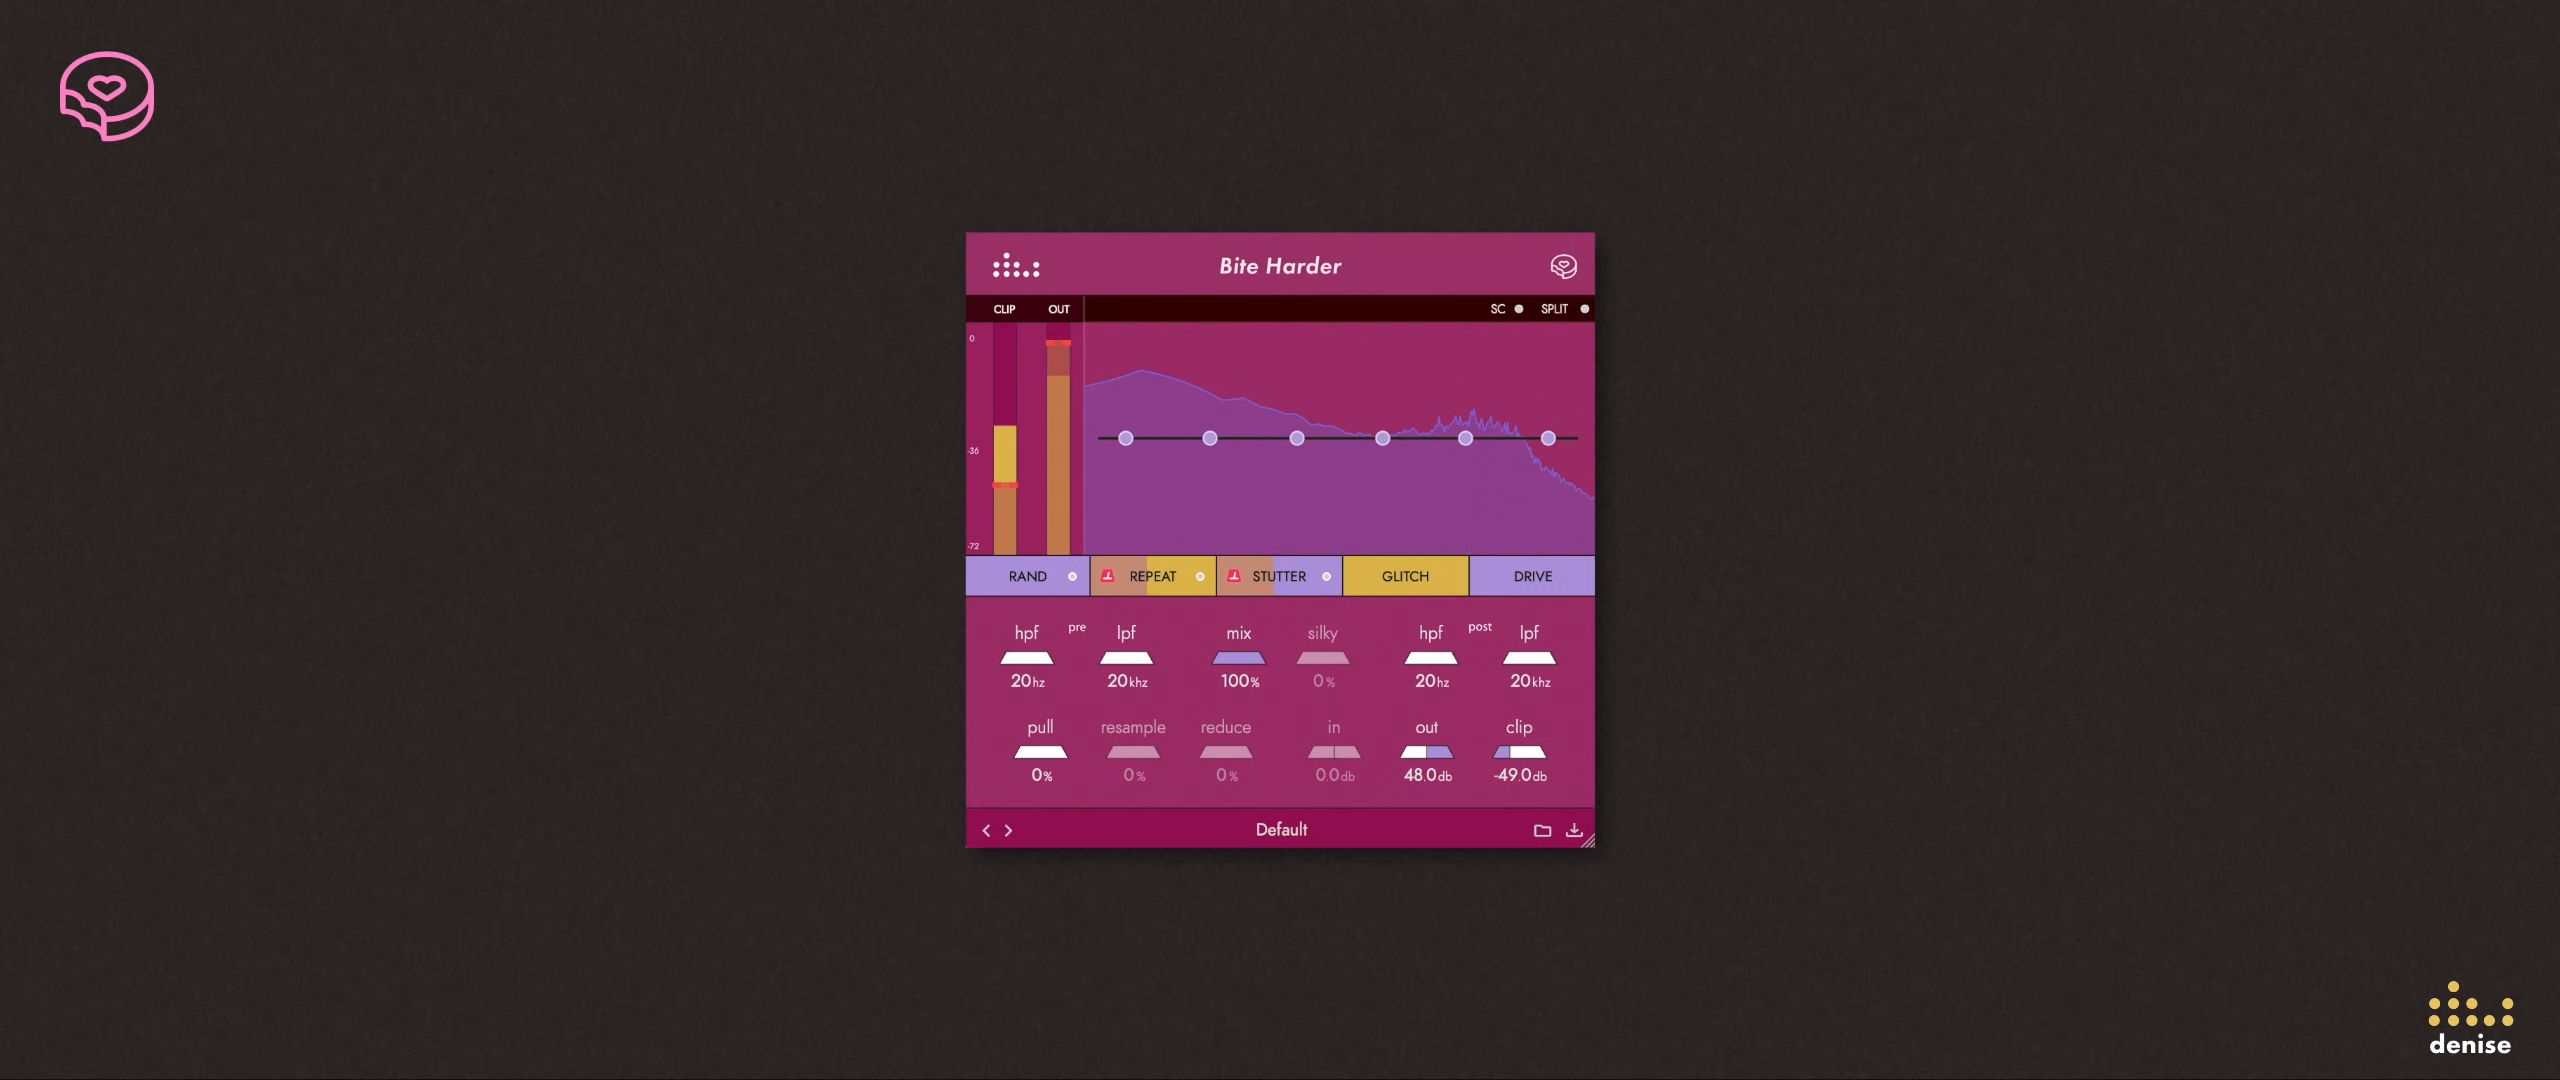 Bite Harder
CLIP OUT SC SPLIT
0
-36
-72
RAND REPEAT STUTTER GLITCH DRIVE
hpf pre lpf mix silky hpf post lpf
20hz 20khz 100% 0% 20hz 20khz
pull resample reduce in out clip
0% 0% 0% 0.0db 48.0db -49.0db
Default
denise